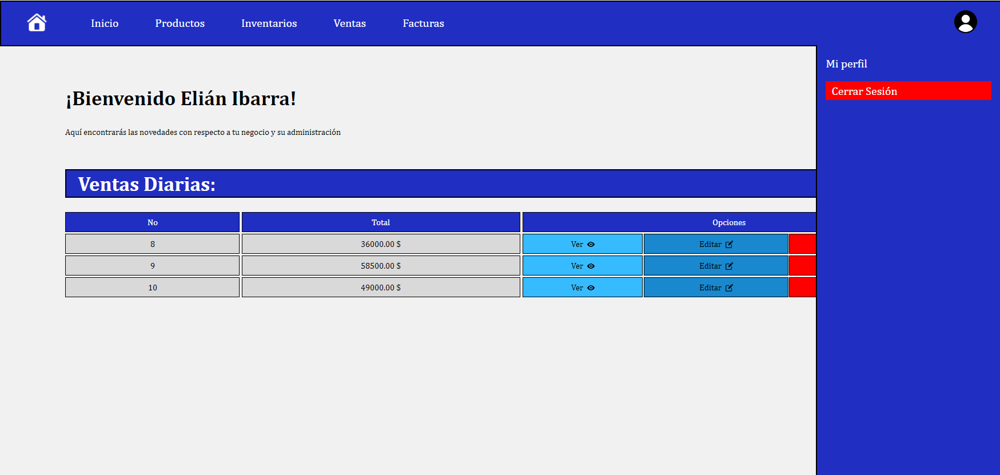 Inicio Productos Inventarios Ventas Facturas
Mi perfil
Cerrar Sesión
¡Bienvenido Elián Ibarra!
Aquí encontrarás las novedades con respecto a tu negocio y su administración
Ventas Diarias:
No Total Opciones
8 36000.00 $ Ver Editar
9 58500.00 $ Ver Editar
10 49000.00 $ Ver Editar